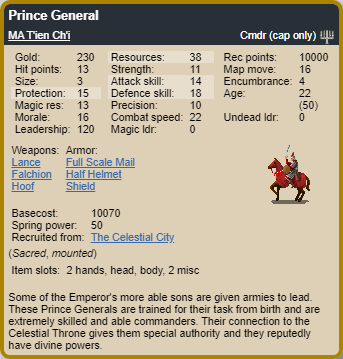 Prince General
MA T'ien Ch'i Cmdr (cap only)
Gold: 230 Resources: 38 Rec points: 10000
Hit points: 13 Strength: 11 Map move: 16
Size: 3 Attack skill: 14 Encumbrance: 4
Protection: 15 Defence skill: 18 Age: 22
Magic res: 13 Precision: 10 (50)
Morale: 16 Combat speed: 22 Undead ldr: 0
Leadership: 120 Magic ldr: 0
Weapons: Armor:
Lance Full Scale Mail
Falchion Half Helmet
Hoof Shield
Basecost: 10070
Spring power: 50
Recruited from: The Celestial City
(Sacred, mounted)
Item slots: 2 hands, head, body, 2 misc
Some of the Emperor's more able sons are given armies to lead.
These Prince Generals are trained for their task from birth and are
extremely skilled and able commanders. Their connection to the
Celestial Throne gives them special authority and they reputedly
have divine powers.